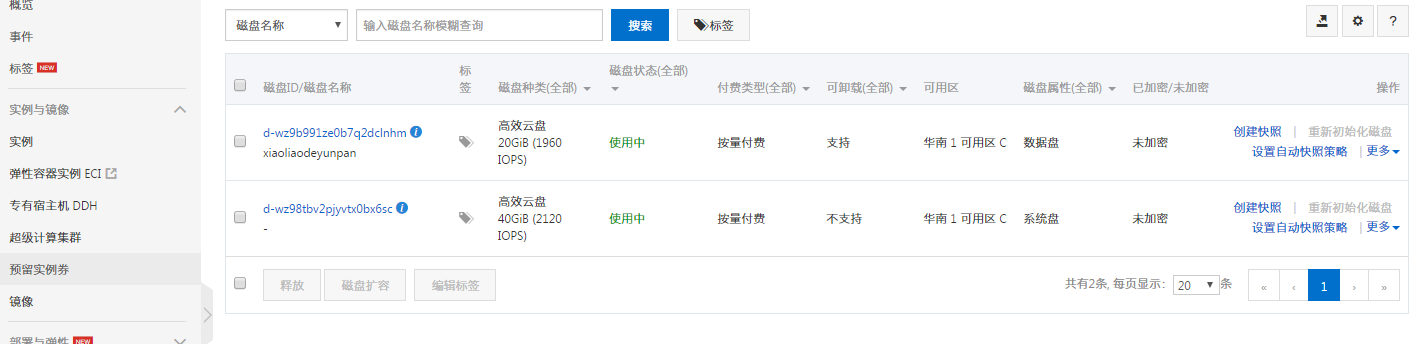 概览
事件
标签 NEW
实例与镜像
实例
弹性容器实例 ECI
专有宿主机 DDH
超级计算集群
预留实例券
镜像
部署与弹性 NEW
磁盘名称 输入磁盘名称模糊查询 搜索 标签 ?
磁盘ID/磁盘名称 标签 磁盘种类(全部) 磁盘状态(全部) 付费类型(全部) 可卸载(全部) 可用区 磁盘属性(全部) 已加密/未加密 操作
d-wz9b991ze0b7q2dclnhm
xiaoliaodeyunpan
高效云盘
20GiB (1960
IOPS)
使用中 按量付费 支持 华南 1 可用区 C 数据盘 未加密
创建快照 | 重新初始化磁盘
设置自动快照策略 | 更多
d-wz98tbv2pjyvtx0bx6sc
-
高效云盘
40GiB (2120
IOPS)
使用中 按量付费 不支持 华南 1 可用区 C 系统盘 未加密
创建快照 | 重新初始化磁盘
设置自动快照策略 | 更多
释放 磁盘扩容 编辑标签 共有2条, 每页显示: 20 条 « ‹ 1 › »